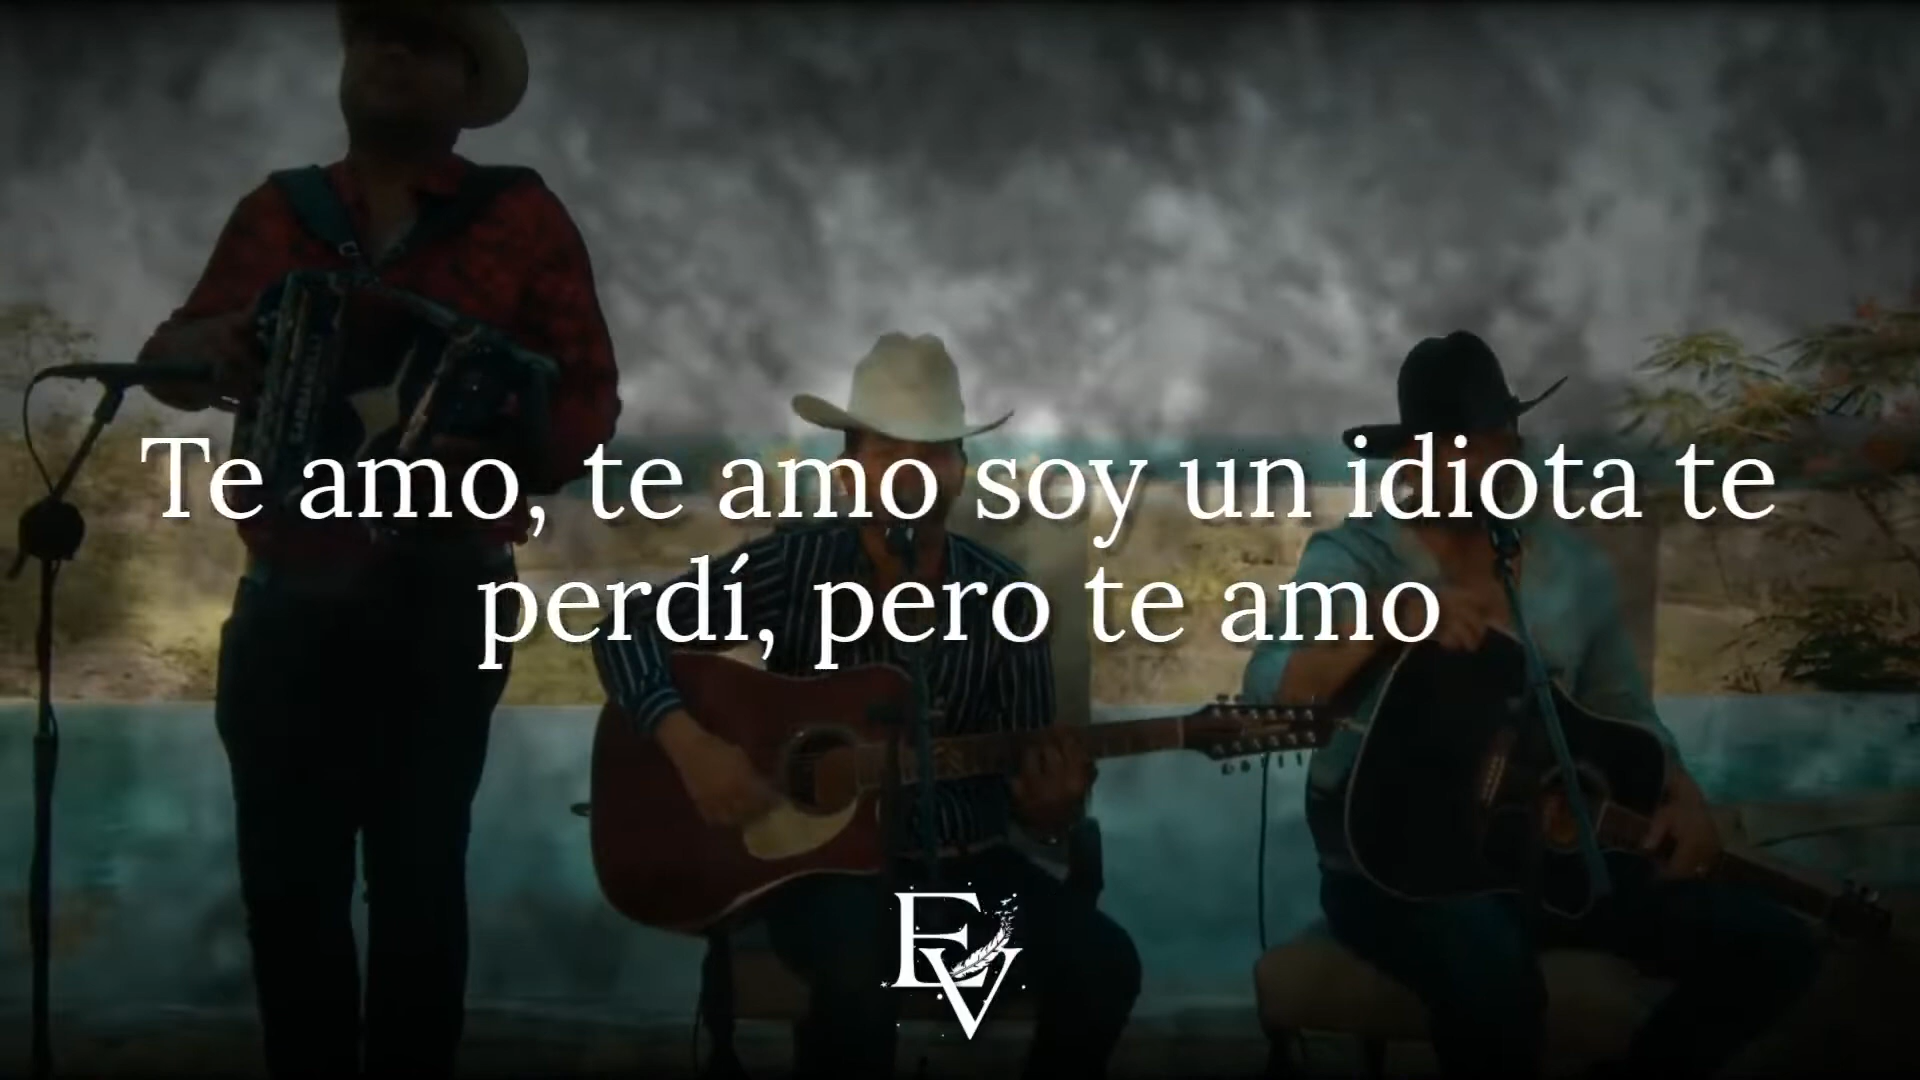 Te amo, te amo soy un idiota te
perdí, pero te amo
EV